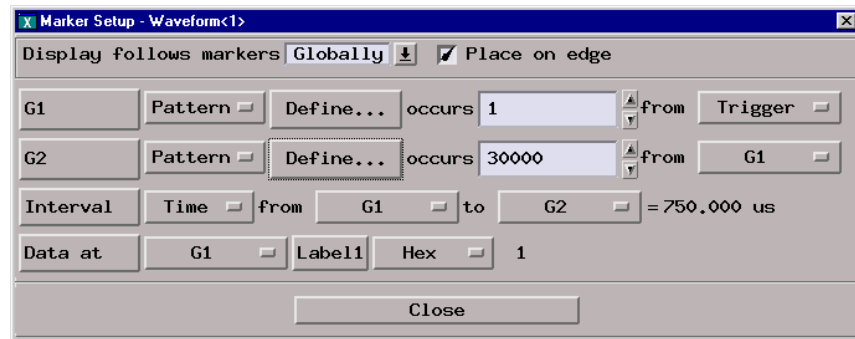 X Marker Setup - Waveform<1>
Display follows markers Globally Place on edge
G1 Pattern Define... occurs 1 from Trigger
G2 Pattern Define... occurs 30000 from G1
Interval Time from G1 to G2 =750.000 us
Data at G1 Label1 Hex 1
Close